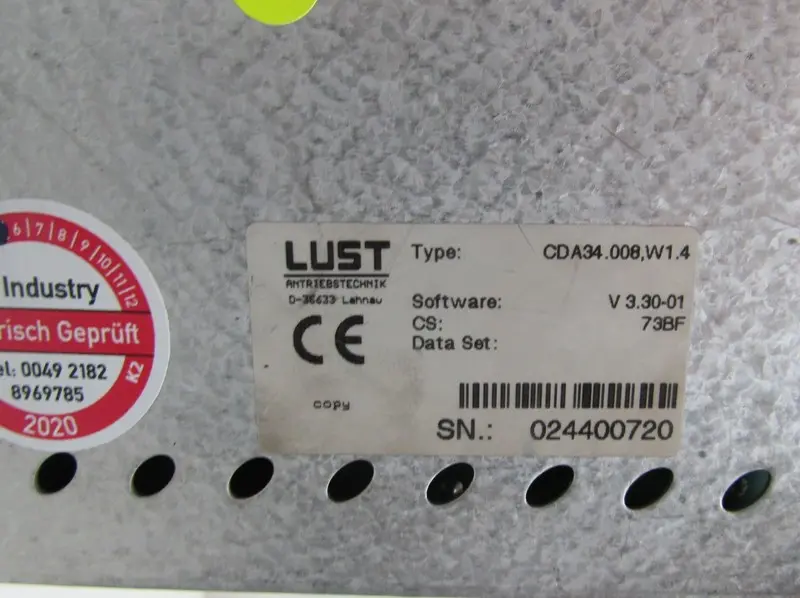 6|7|8|9|10|11|12
Industry
risch Geprüft
el: 0049 2182
8969785
K2
2020
LUST
ANTRIEBSTECHNIK
D-35633 Lahnau
CE
copy
Type: CDA34.008,W1.4
Software: V 3.30-01
CS: 73BF
Data Set:
SN.: 024400720